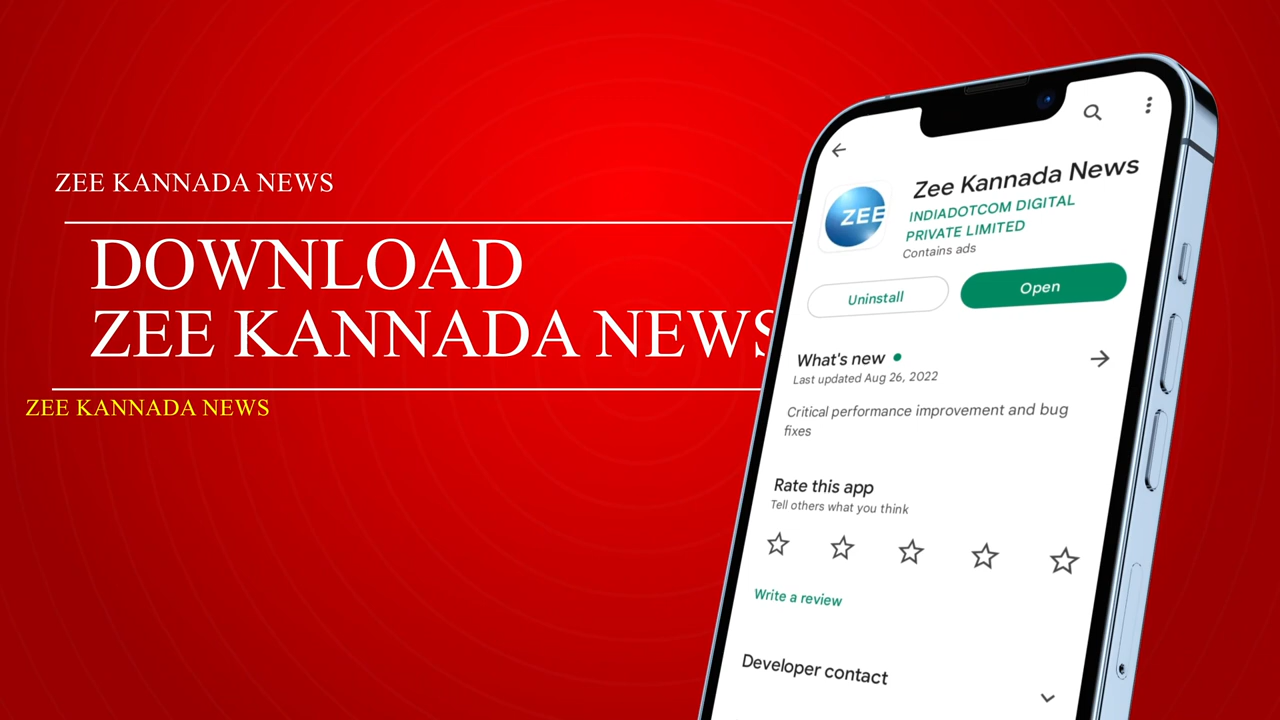 ZEE KANNADA NEWS
DOWNLOAD
ZEE KANNADA NEWS
ZEE KANNADA NEWS
ZEE
Zee Kannada News
INDIADOTCOM DIGITAL
PRIVATE LIMITED
Contains ads
Uninstall
Open
What's new
Last updated Aug 26, 2022
Critical performance improvement and bug
fixes
Rate this app
Tell others what you think
Write a review
Developer contact